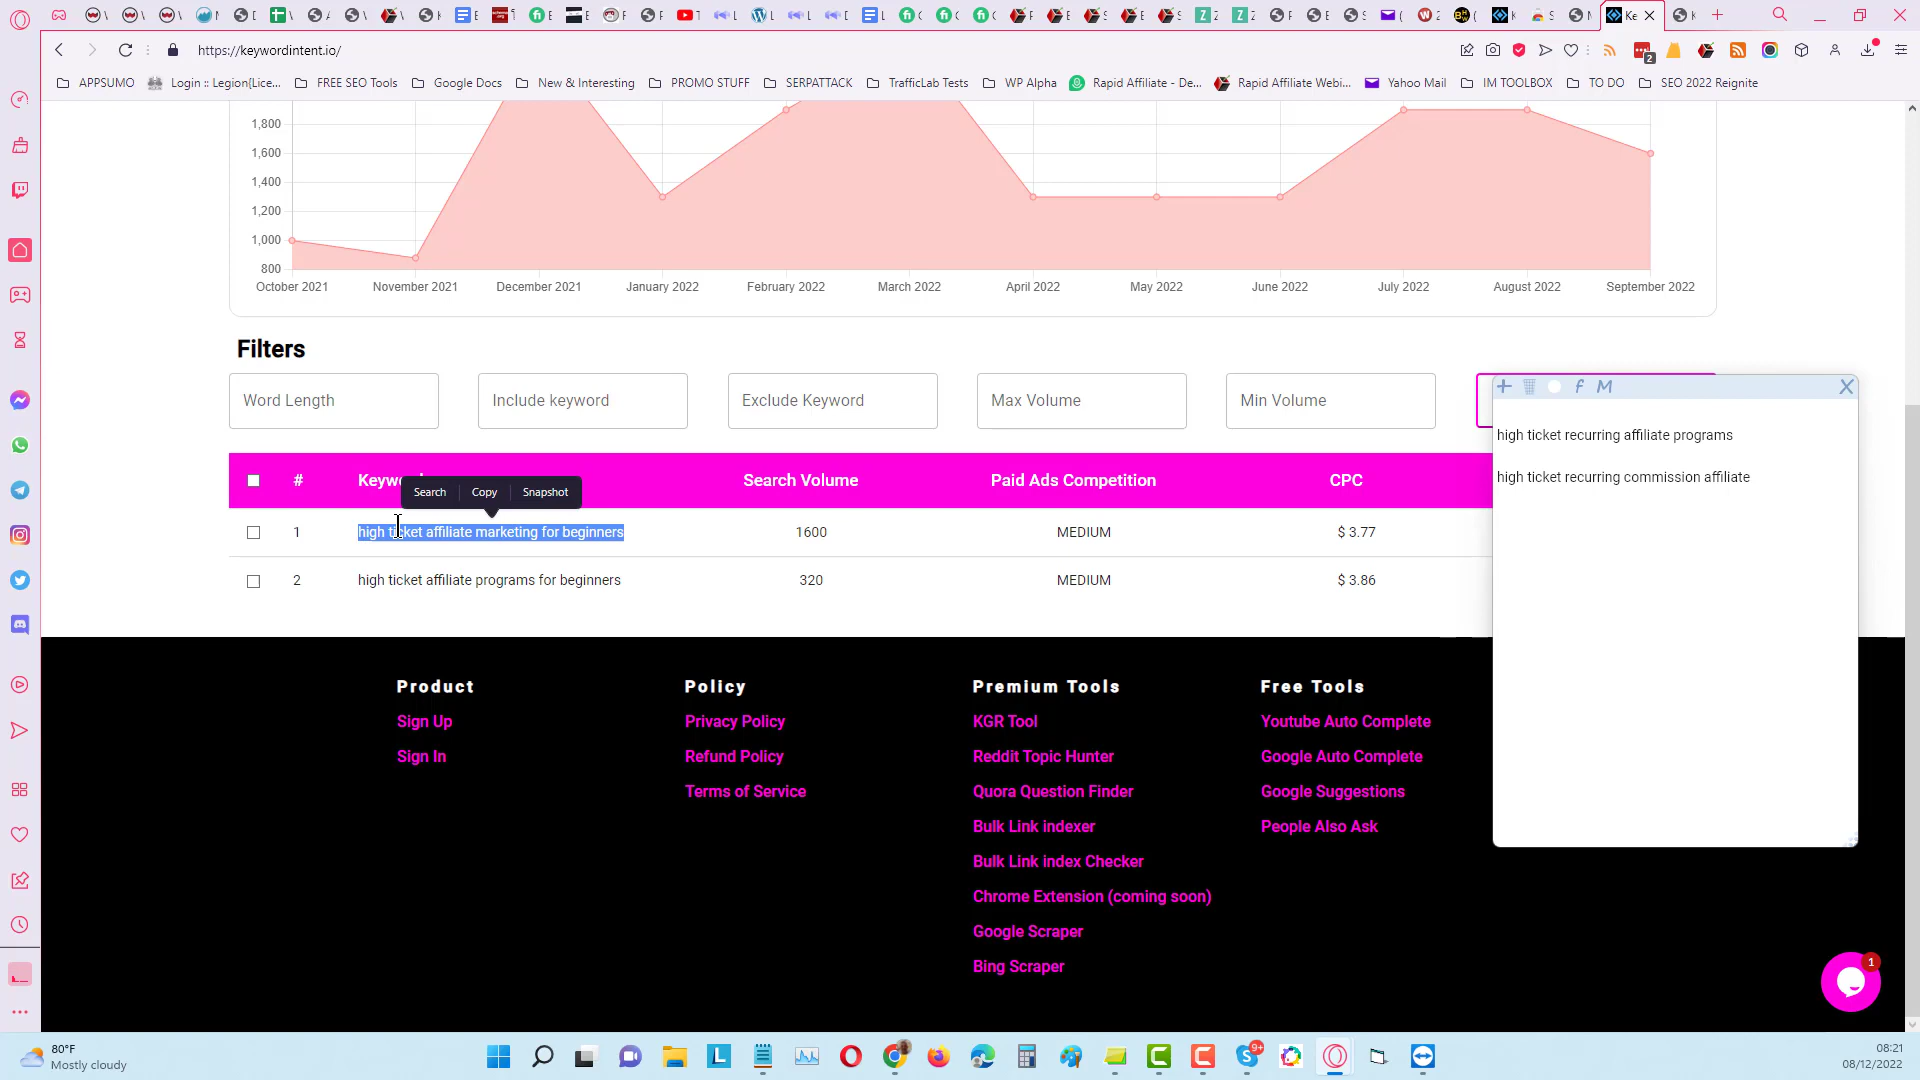 https://keywordintent.io/
2
APPSUMO
Login :: Legion{Lice...
FREE SEO Tools
Google Docs
New & Interesting
PROMO STUFF
SERPATTACK
TrafficLab Tests
WP Alpha
Rapid Affiliate - De...
Rapid Affiliate Webi...
Yahoo Mail
IM TOOLBOX
TO DO
SEO 2022 Reignite
1,800
1,600
1,400
1,200
1,000
800
October 2021
November 2021
December 2021
January 2022
February 2022
March 2022
April 2022
May 2022
June 2022
July 2022
August 2022
September 2022
Filters
Word Length
Include keyword
Exclude Keyword
Max Volume
Min Volume
#
Search Volume
Paid Ads Competition
CPC
Search
Copy
Snapshot
1
high ticket affiliate marketing for beginners
1600
MEDIUM
$ 3.77
2
high ticket affiliate programs for beginners
320
MEDIUM
$ 3.86
+ f M X
high ticket recurring affiliate programs
high ticket recurring commission affiliate
Product
Sign Up
Sign In
Policy
Privacy Policy
Refund Policy
Terms of Service
Premium Tools
KGR Tool
Reddit Topic Hunter
Quora Question Finder
Bulk Link indexer
Bulk Link index Checker
Chrome Extension (coming soon)
Google Scraper
Bing Scraper
Free Tools
Youtube Auto Complete
Google Auto Complete
Google Suggestions
People Also Ask
1
80°F
Mostly cloudy
9+
08:21
08/12/2022